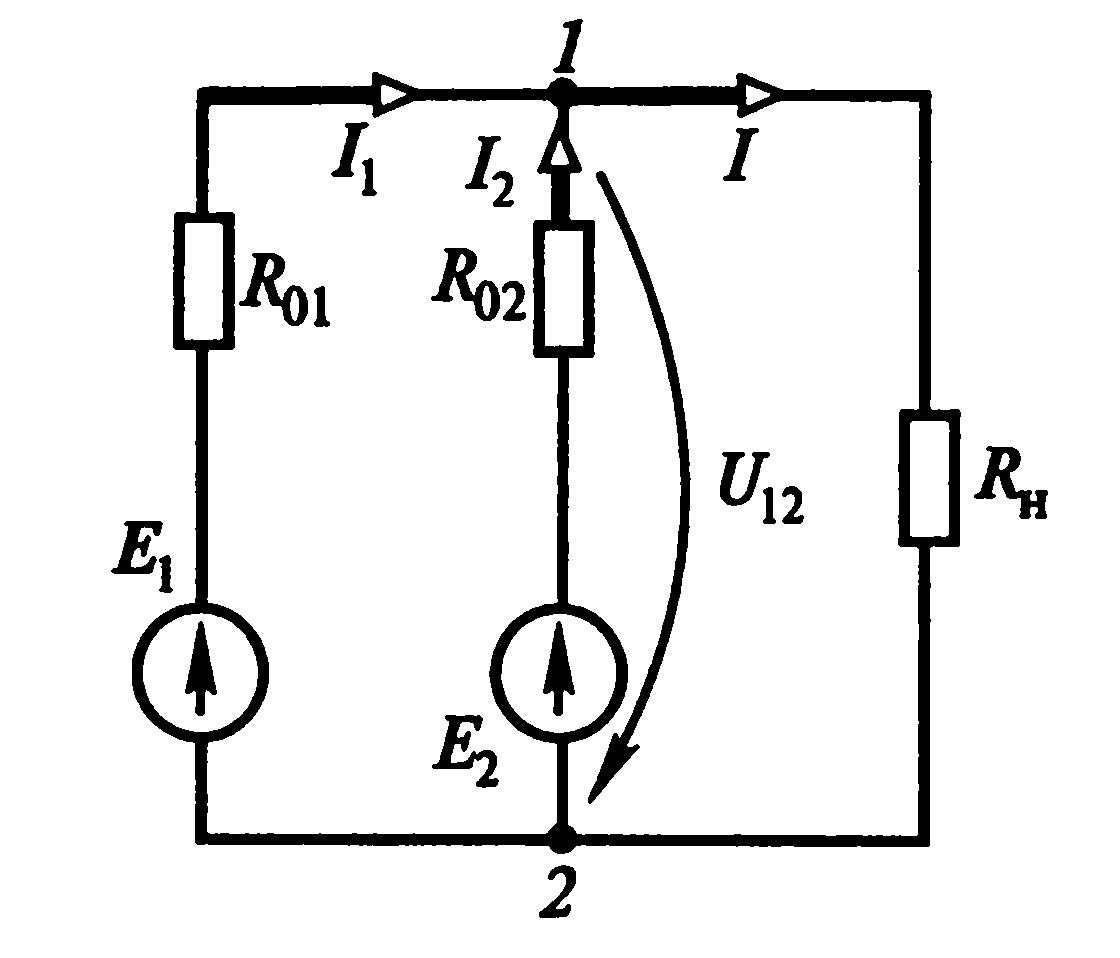 1
I₁
I₂
I
R₀₁
R₀₂
U₁₂
Rн
E₁
E₂
2